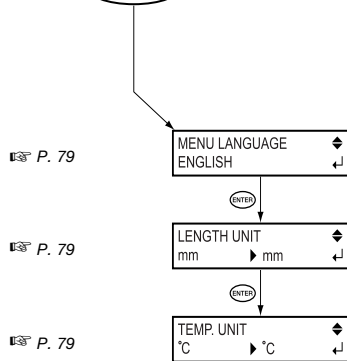 MENU LANGUAGE
☞ P. 79
ENGLISH
ENTER
LENGTH UNIT
☞ P. 79
mm mm
ENTER
TEMP. UNIT
☞ P. 79
°C °C